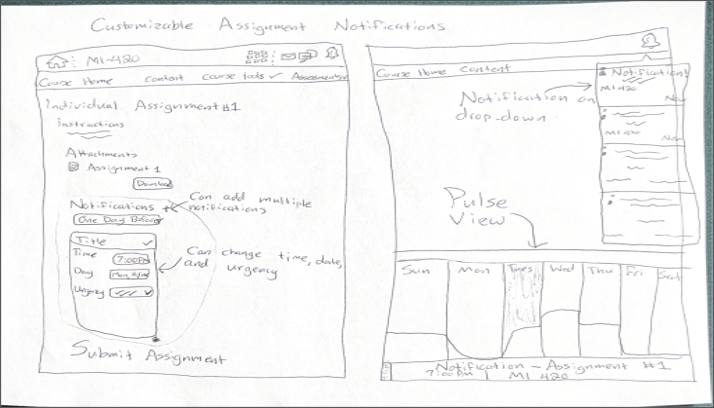 Customizable Assignment Notifications
MI-420
Course Home Content Course tools Assessments
Individual Assignment #1
Instructions
Attachments
Assignment 1
Download
Notifications +
One Day Before
Title
Time 7:00PM
Day Mon,
Urgency
Submit Assignment
Can add multiple
notifications
Can change time, date,
and urgency
Course Home Content
Notification on
drop-down
Notification!
MI 420
New
MI 420
New
Pulse
View
Sun Mon Tues Wed Thu Fri Sat
Notification - Assignment #1
7:00PM | MI 420